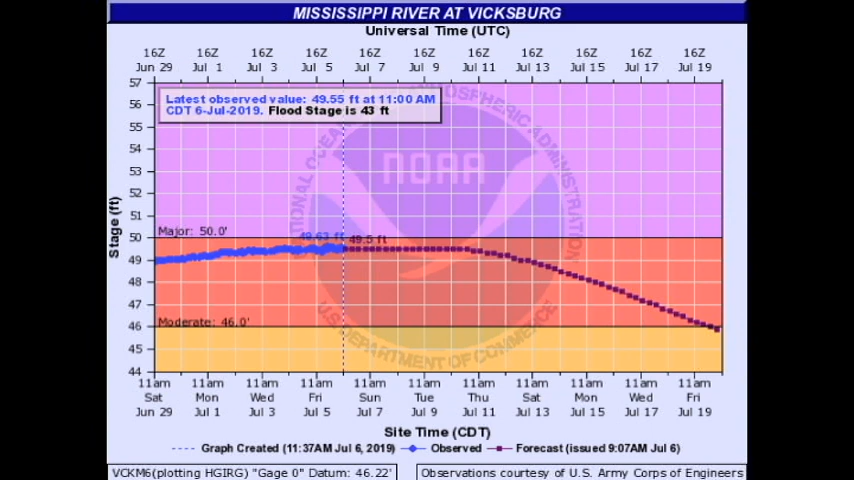 MISSISSIPPI RIVER AT VICKSBURG
Universal Time (UTC)
16Z 16Z 16Z 16Z 16Z 16Z 16Z 16Z 16Z 16Z 16Z
Jun 29 Jul 1 Jul 3 Jul 5 Jul 7 Jul 9 Jul 11 Jul 13 Jul 15 Jul 17 Jul 19
57
56
55
54
53
52
51
50
49
48
47
46
45
44
Stage (ft)
Latest observed value: 49.55 ft at 11:00 AM
CDT 6-Jul-2019. Flood Stage is 43 ft
NOAA
NATIONAL OCEANIC AND ATMOSPHERIC ADMINISTRATION
U.S. DEPARTMENT OF COMMERCE
Major: 50.0'
49.63 ft 49.5 ft
Moderate: 46.0'
11am 11am 11am 11am 11am 11am 11am 11am 11am 11am 11am
Sat Mon Wed Fri Sun Tue Thu Sat Mon Wed Fri
Jun 29 Jul 1 Jul 3 Jul 5 Jul 7 Jul 9 Jul 11 Jul 13 Jul 15 Jul 17 Jul 19
Site Time (CDT)
Graph Created (11:37AM Jul 6, 2019) Observed Forecast (issued 9:07AM Jul 6)
VCKM6(plotting HGIRG) "Gage 0" Datum: 46.22'
Observations courtesy of U.S. Army Corps of Engineers